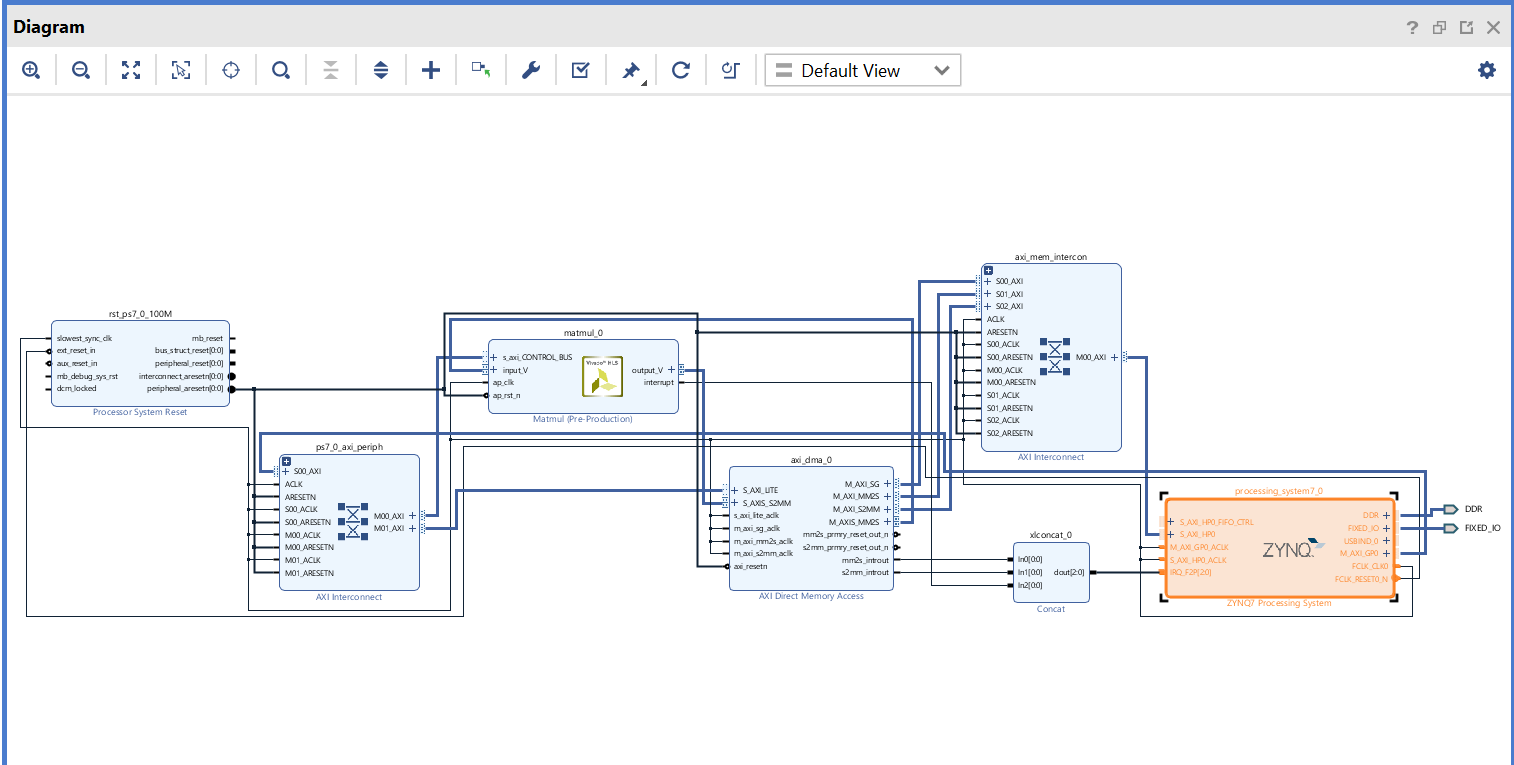 Diagram
Default View
rst_ps7_0_100M
slowest_sync_clk
ext_reset_in
aux_reset_in
mb_debug_sys_rst
dcm_locked
mb_reset
bus_struct_reset[0:0]
peripheral_reset[0:0]
interconnect_aresetn[0:0]
peripheral_aresetn[0:0]
Processor System Reset
ps7_0_axi_periph
S00_AXI
ACLK
ARESETN
S00_ACLK
S00_ARESETN
M00_ACLK
M00_ARESETN
M01_ACLK
M01_ARESETN
M00_AXI
M01_AXI
AXI Interconnect
matmul_0
s_axi_CONTROL_BUS
input_V
ap_clk
ap_rst_n
Vivado™ HLS
output_V
interrupt
Matmul (Pre-Production)
axi_dma_0
S_AXI_LITE
S_AXIS_S2MM
s_axi_lite_aclk
m_axi_sg_aclk
m_axi_mm2s_aclk
m_axi_s2mm_aclk
axi_resetn
M_AXI_SG
M_AXI_MM2S
M_AXI_S2MM
M_AXIS_MM2S
mm2s_prmry_reset_out_n
s2mm_prmry_reset_out_n
mm2s_introut
s2mm_introut
AXI Direct Memory Access
axi_mem_intercon
S00_AXI
S01_AXI
S02_AXI
ACLK
ARESETN
S00_ACLK
S00_ARESETN
M00_ACLK
M00_ARESETN
S01_ACLK
S01_ARESETN
S02_ACLK
S02_ARESETN
M00_AXI
AXI Interconnect
xlconcat_0
In0[0:0]
In1[0:0]
In2[0:0]
dout[2:0]
Concat
processing_system7_0
S_AXI_HP0_FIFO_CTRL
S_AXI_HP0
M_AXI_GP0_ACLK
S_AXI_HP0_ACLK
IRQ_F2P[2:0]
ZYNQ
DDR
FIXED_IO
USBIND_0
M_AXI_GP0
FCLK_CLK0
FCLK_RESET0_N
ZYNQ7 Processing System
DDR
FIXED_IO